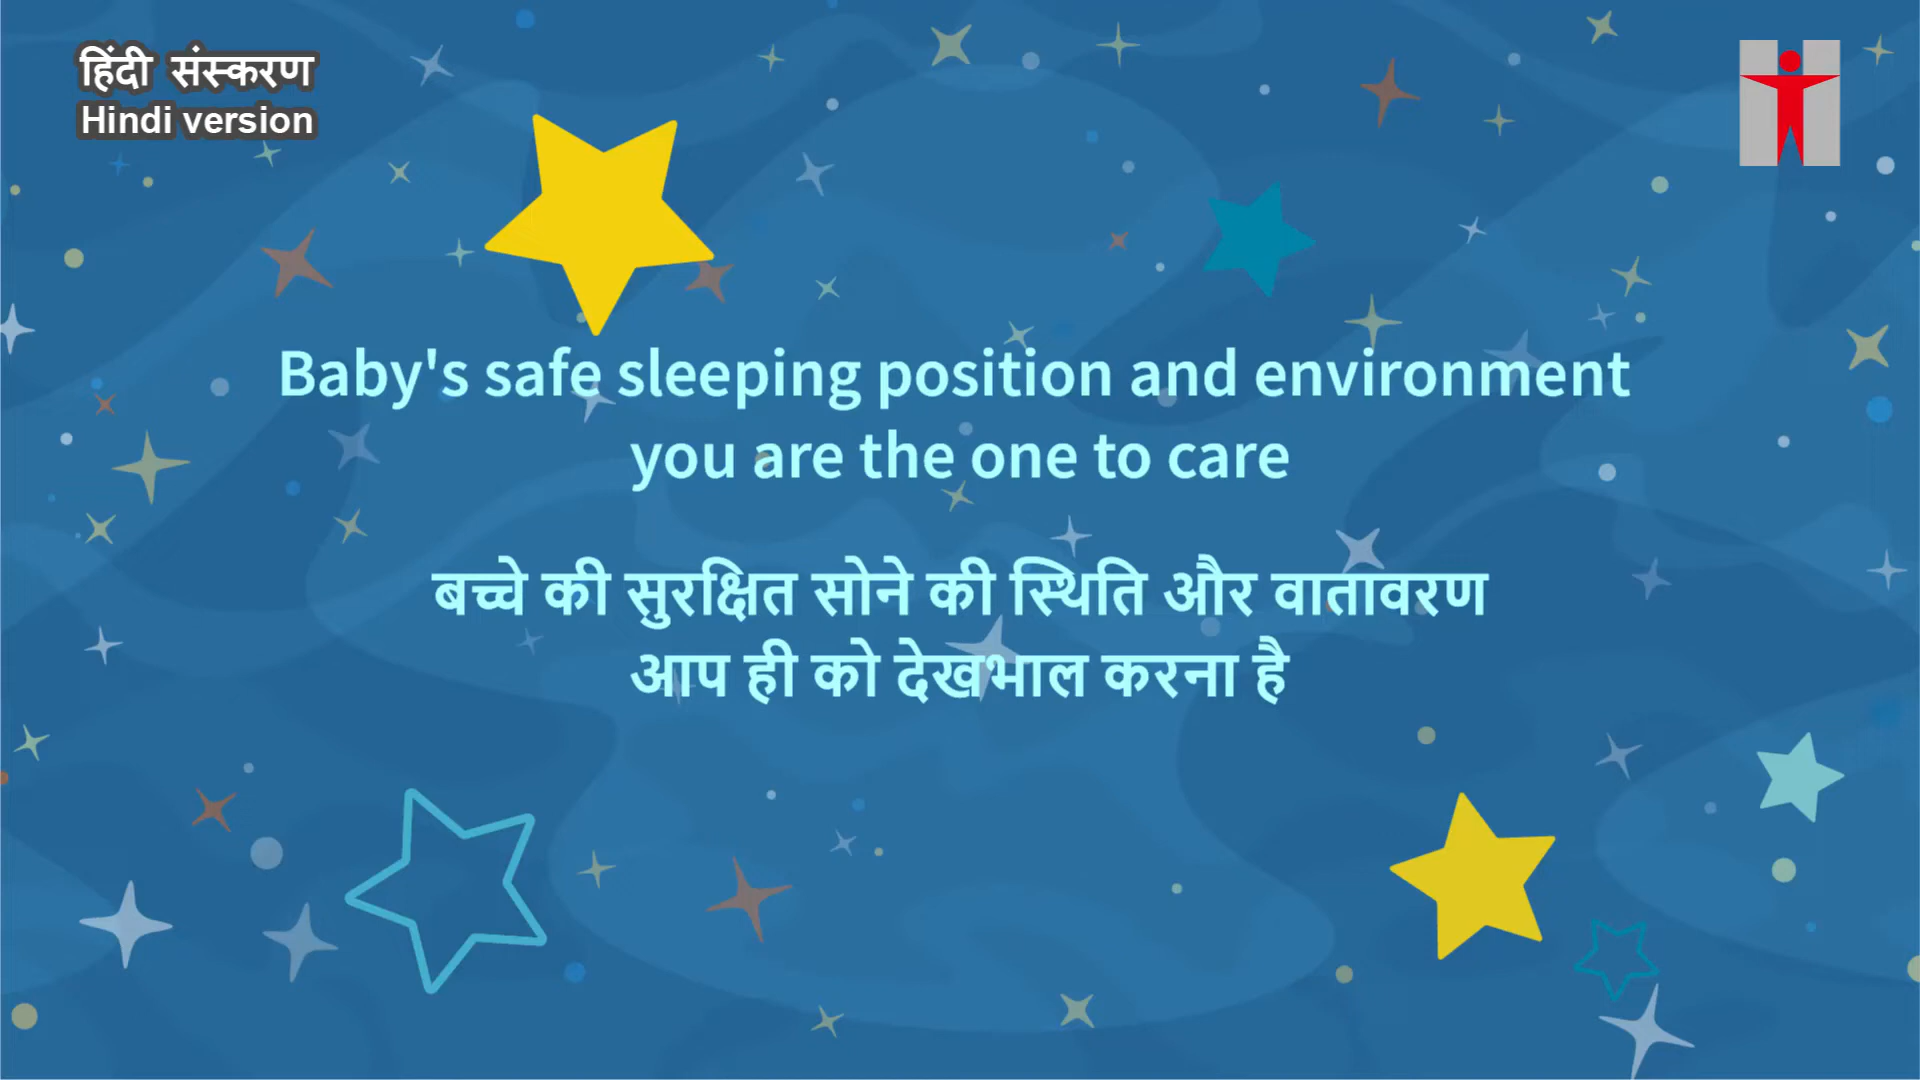 हिंदी संस्करण
Hindi version
Baby's safe sleeping position and environment
you are the one to care
बच्चे की सुरक्षित सोने की स्थिति और वातावरण
आप ही को देखभाल करना है